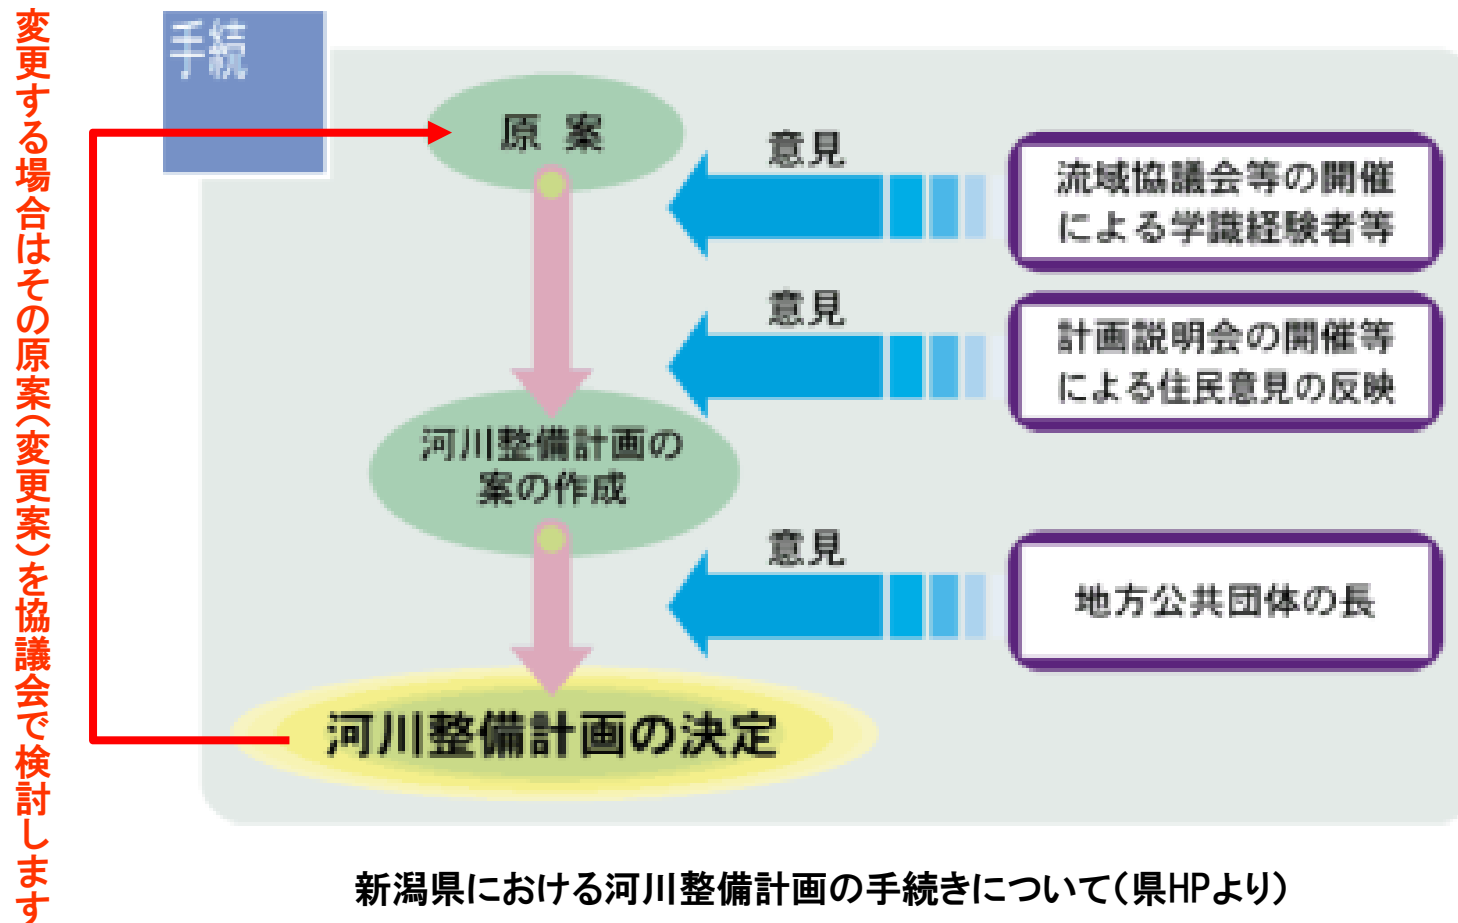 変更する場合はその原案（変更案）を協議会で検討します
手続
原 案
意見
流域協議会等の開催
による学識経験者等
意見
計画説明会の開催等
による住民意見の反映
河川整備計画の
案の作成
意見
地方公共団体の長
河川整備計画の決定
新潟県における河川整備計画の手続きについて（県HPより）